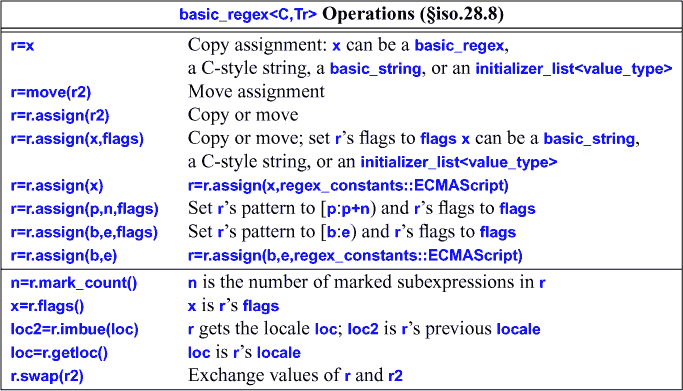 basic_regex<C,Tr> Operations (§iso.28.8)
r=x Copy assignment: x can be a basic_regex,
a C-style string, a basic_string, or an initializer_list<value_type>
r=move(r2) Move assignment
r=r.assign(r2) Copy or move
r=r.assign(x,flags) Copy or move; set r’s flags to flags x can be a basic_string,
a C-style string, or an initializer_list<value_type>
r=r.assign(x) r=r.assign(x,regex_constants::ECMAScript)
r=r.assign(p,n,flags) Set r’s pattern to [p:p+n) and r’s flags to flags
r=r.assign(b,e,flags) Set r’s pattern to [b:e) and r’s flags to flags
r=r.assign(b,e) r=r.assign(b,e,regex_constants::ECMAScript)
n=r.mark_count() n is the number of marked subexpressions in r
x=r.flags() x is r’s flags
loc2=r.imbue(loc) r gets the locale loc; loc2 is r’s previous locale
loc=r.getloc() loc is r’s locale
r.swap(r2) Exchange values of r and r2